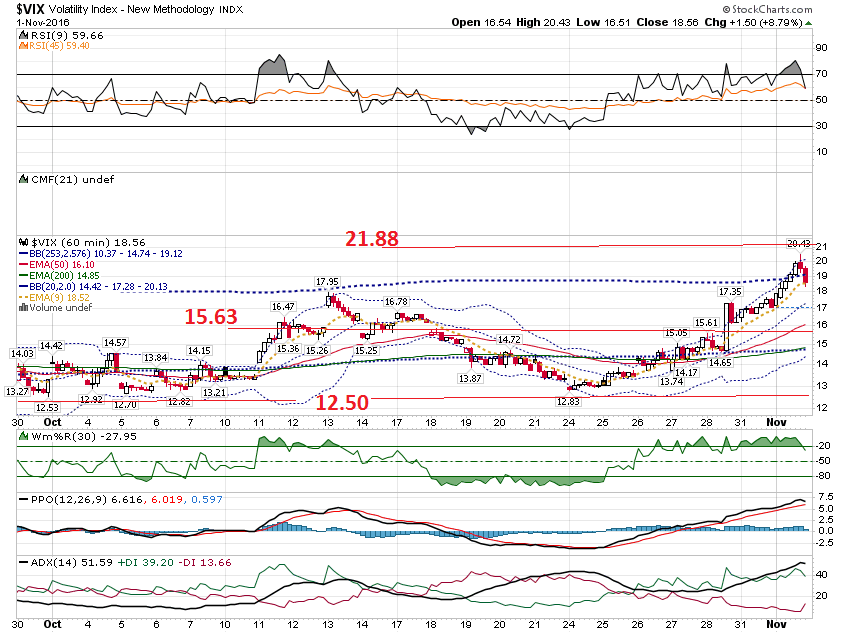 $VIX Volatility Index - New Methodology INDX
© StockCharts.com
1-Nov-2016
Open 16.54 High 20.43 Low 16.51 Close 18.56 Chg +1.50 (+8.79%)
RSI(9) 59.66
RSI(45) 59.40
90
70
50
30
10
CMF(21) undef
$VIX (60 min) 18.56
BB(253,2.576) 10.37 - 14.74 - 19.12
EMA(50) 16.10
EMA(200) 14.85
BB(20,2.0) 14.42 - 17.28 - 20.13
EMA(9) 18.52
Volume undef
21.88
20.43
21
20
19
18
17
16
15
14
13
12
17.95
17.35
16.47
16.78
15.63
15.61
15.05
15.36
15.26
15.25
14.72
14.65
14.57
14.42
14.03
14.15
13.84
14.17
13.87
13.74
13.27
13.21
12.53
12.92
12.70
12.82
12.50
12.83
30 Oct 4 5 6 7 10 11 12 13 14 17 18 19 20 21 24 25 26 27 28 31 Nov
Wm%R(30) -27.95
-20
-50
-80
PPO(12,26,9) 6.616, 6.019, 0.597
7.5
5.0
2.5
0.0
-2.5
ADX(14) 51.59 +DI 39.20 -DI 13.66
40
20
30 Oct 4 5 6 7 10 11 12 13 14 17 18 19 20 21 24 25 26 27 28 31 Nov